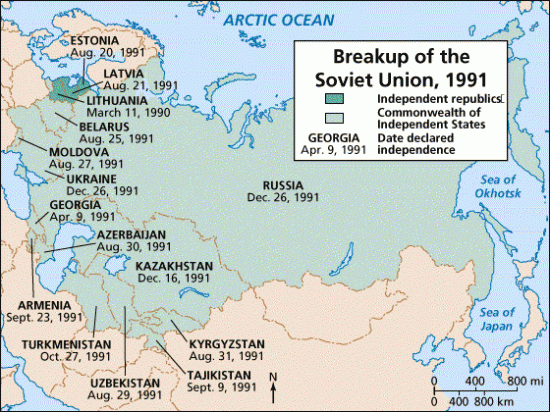 ARCTIC OCEAN
Breakup of the
Soviet Union, 1991
Independent republics
Commonwealth of
Independent States
GEORGIA
Apr. 9, 1991
Date declared
independence
ESTONIA
Aug. 20, 1991
LATVIA
Aug. 21, 1991
LITHUANIA
March 11, 1990
BELARUS
Aug. 25, 1991
MOLDOVA
Aug. 27, 1991
UKRAINE
Dec. 26, 1991
GEORGIA
Apr. 9, 1991
AZERBAIJAN
Aug. 30, 1991
RUSSIA
Dec. 26, 1991
Sea of
Okhotsk
KAZAKHSTAN
Dec. 16, 1991
ARMENIA
Sept. 23, 1991
TURKMENISTAN
Oct. 27, 1991
UZBEKISTAN
Aug. 29, 1991
KYRGYZSTAN
Aug. 31, 1991
TAJIKISTAN
Sept. 9, 1991
Sea of
Japan
N
0 400 800 mi
0 400 800 km